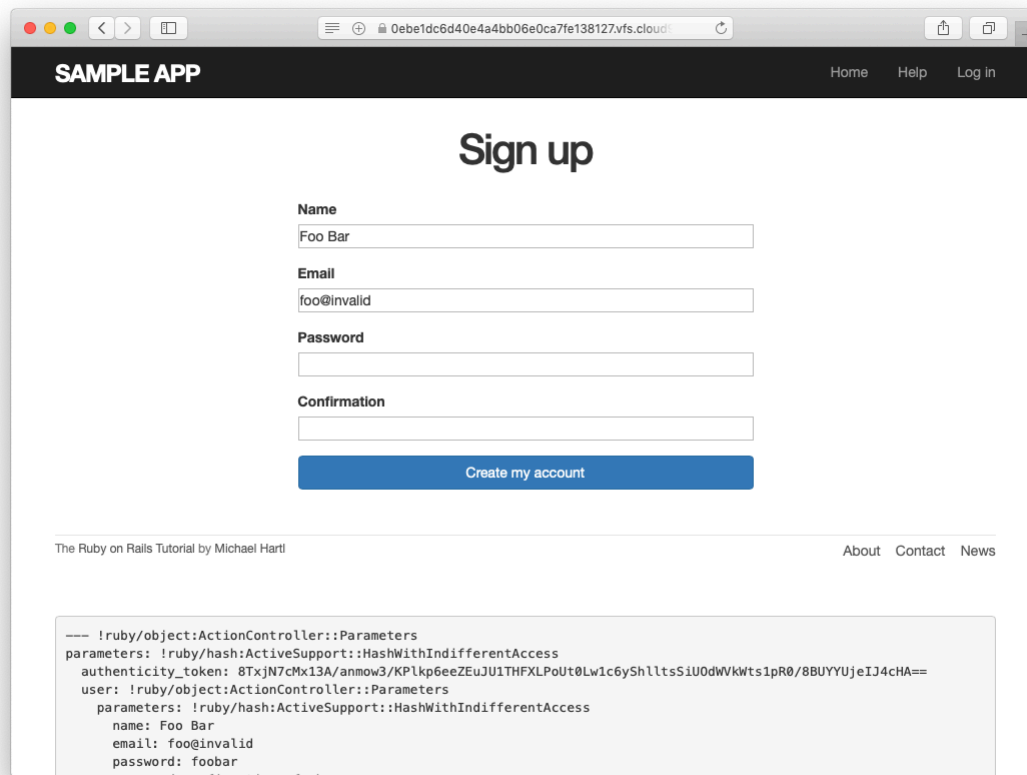 0ebe1dc6d40e4a4bb06e0ca7fe138127.vfs.cloud
SAMPLE APP Home Help Log in
Sign up
Name
Foo Bar
Email
foo@invalid
Password
Confirmation
Create my account
The Ruby on Rails Tutorial by Michael Hartl About Contact News
--- !ruby/object:ActionController::Parameters
parameters: !ruby/hash:ActiveSupport::HashWithIndifferentAccess
authenticity_token: 8TxjN7cMx13A/anmow3/KPlkp6eeZEuJU1THFXLPoUt0Lw1c6yShlltsSiUOdWVkWts1pR0/8BUYYUjeIJ4cHA==
user: !ruby/object:ActionController::Parameters
parameters: !ruby/hash:ActiveSupport::HashWithIndifferentAccess
name: Foo Bar
email: foo@invalid
password: foobar